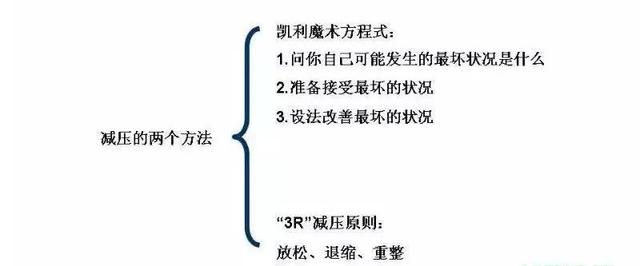 减压的两个方法
凯利魔术方程式：
1.问你自己可能发生的最坏状况是什么
2.准备接受最坏的状况
3.设法改善最坏的状况
“3R”减压原则：
放松、退缩、重整